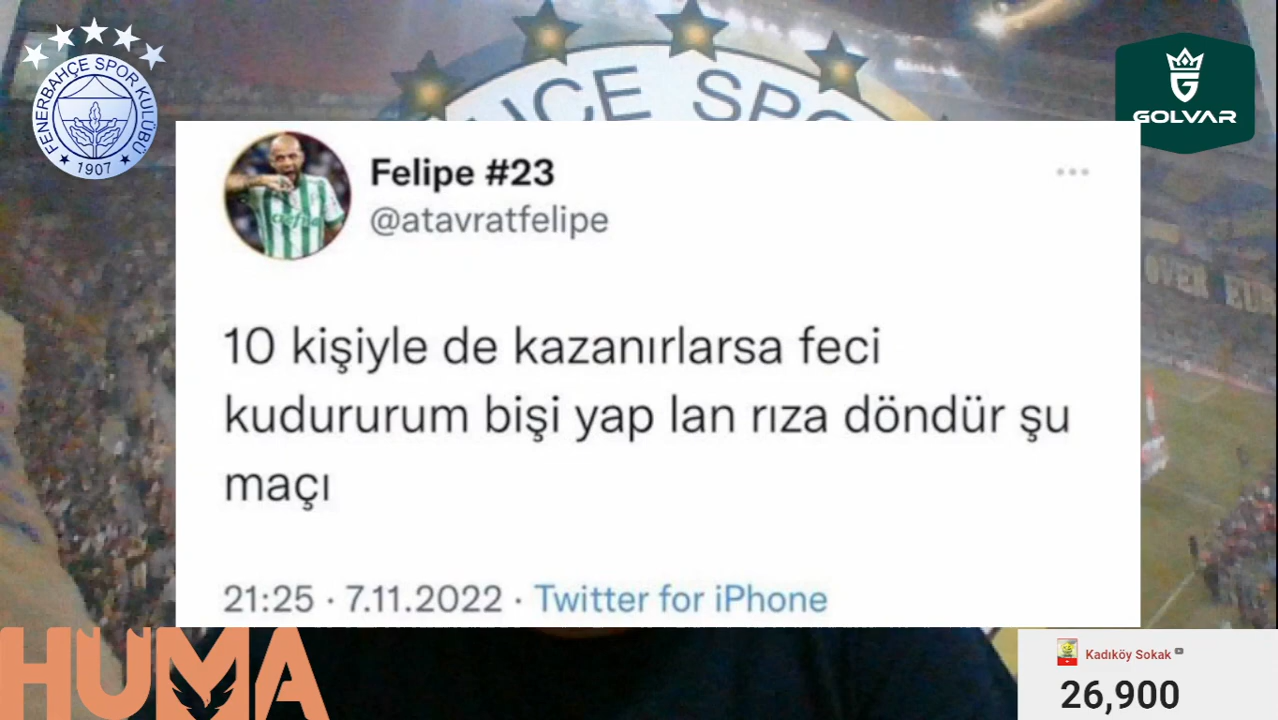 FENERBAHÇE SPOR KULÜBÜ
1907
GOLVAR
Felipe #23
@atavratfelipe
10 kişiyle de kazanırlarsa feci
kudururum bişi yap lan rıza döndür şu
maçı
21:25 · 7.11.2022 · Twitter for iPhone
HUMA
Kadıköy Sokak
26,900